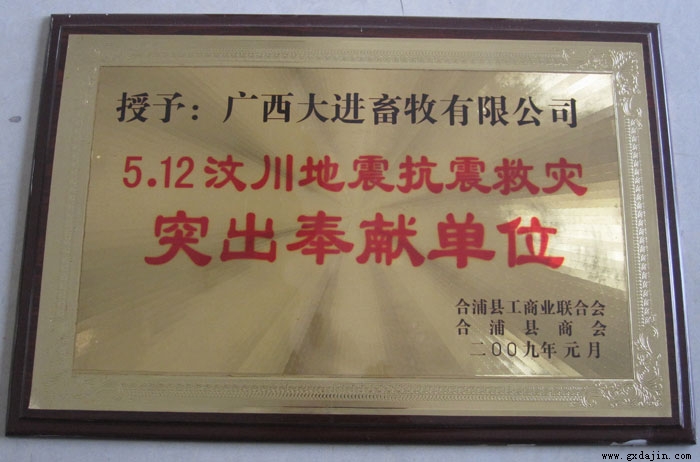 授予：广西大进畜牧有限公司
5.12汶川地震抗震救灾
突出奉献单位
合浦县工商业联合会
合浦县商会
二00九年元月
www.gxdajin.com